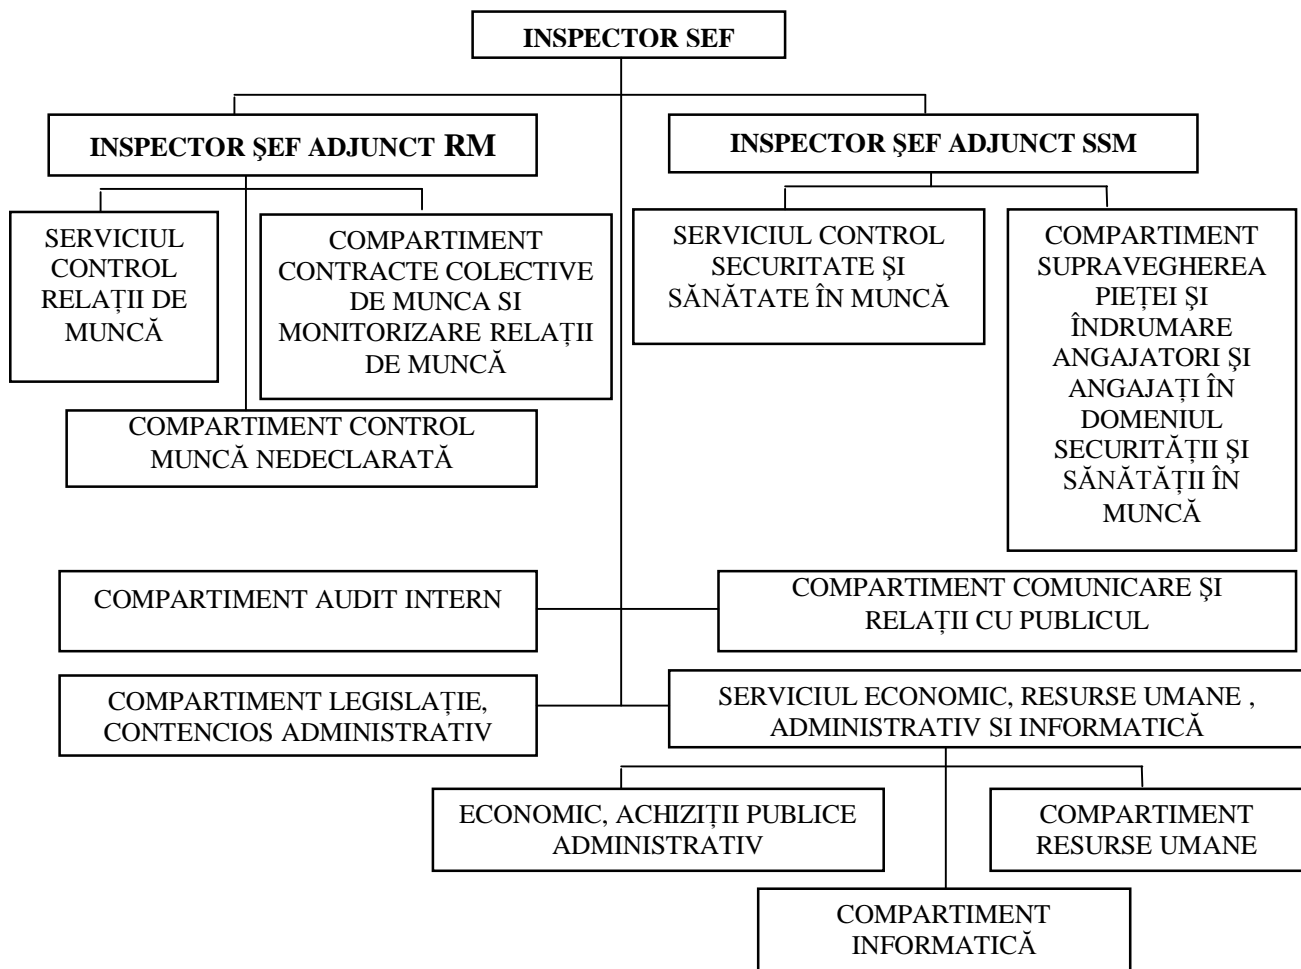 INSPECTOR SEF
INSPECTOR ŞEF ADJUNCT RM
INSPECTOR ŞEF ADJUNCT SSM
SERVICIUL
CONTROL
RELAȚII DE
MUNCĂ
COMPARTIMENT
CONTRACTE COLECTIVE
DE MUNCA SI
MONITORIZARE RELAȚII
DE MUNCĂ
SERVICIUL CONTROL
SECURITATE ŞI
SĂNĂTATE ÎN MUNCĂ
COMPARTIMENT
SUPRAVEGHEREA
PIEȚEI ŞI
ÎNDRUMARE
ANGAJATORI ŞI
ANGAJAȚI ÎN
DOMENIUL
SECURITĂȚII ŞI
SĂNĂTĂȚII ÎN
MUNCĂ
COMPARTIMENT CONTROL
MUNCĂ NEDECLARATĂ
COMPARTIMENT AUDIT INTERN
COMPARTIMENT COMUNICARE ŞI
RELAȚII CU PUBLICUL
COMPARTIMENT LEGISLAȚIE,
CONTENCIOS ADMINISTRATIV
SERVICIUL ECONOMIC, RESURSE UMANE ,
ADMINISTRATIV SI INFORMATICĂ
ECONOMIC, ACHIZIȚII PUBLICE
ADMINISTRATIV
COMPARTIMENT
RESURSE UMANE
COMPARTIMENT
INFORMATICĂ